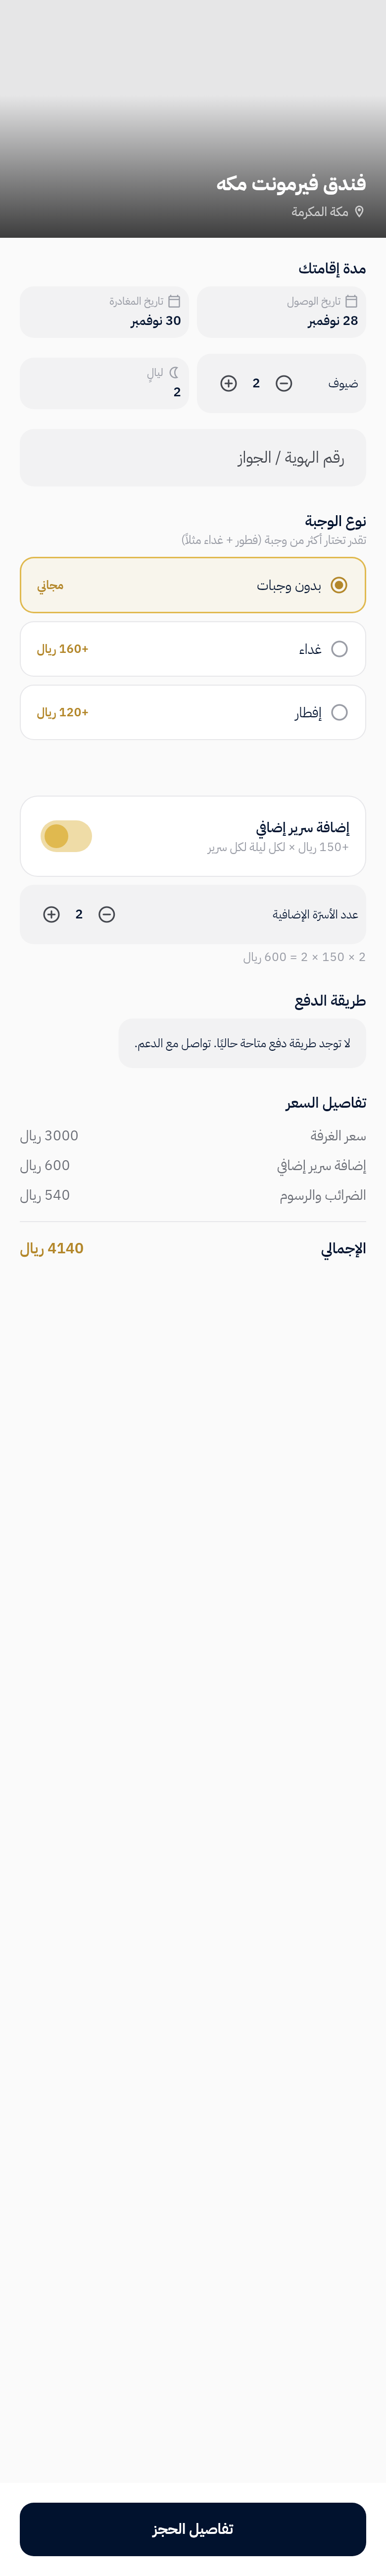 فندق فيرمونت مكه
مكة المكرمة
مدة إقامتك
تاريخ الوصول
28 نوفمبر
تاريخ المغادرة
30 نوفمبر
ضيوف
2
ليالٍ
2
رقم الهوية / الجواز
نوع الوجبة
تقدر تختار أكثر من وجبة (فطور + غداء مثلاً)
بدون وجبات
مجاني
غداء
+160 ريال
إفطار
+120 ريال
إضافة سرير إضافي
+150 ريال × لكل ليلة لكل سرير
عدد الأسرّة الإضافية
2
2 × 150 × 2 = 600 ريال
طريقة الدفع
لا توجد طريقة دفع متاحة حاليًا. تواصل مع الدعم.
تفاصيل السعر
سعر الغرفة
3000 ريال
إضافة سرير إضافي
600 ريال
الضرائب والرسوم
540 ريال
الإجمالي
4140 ريال
تفاصيل الحجز